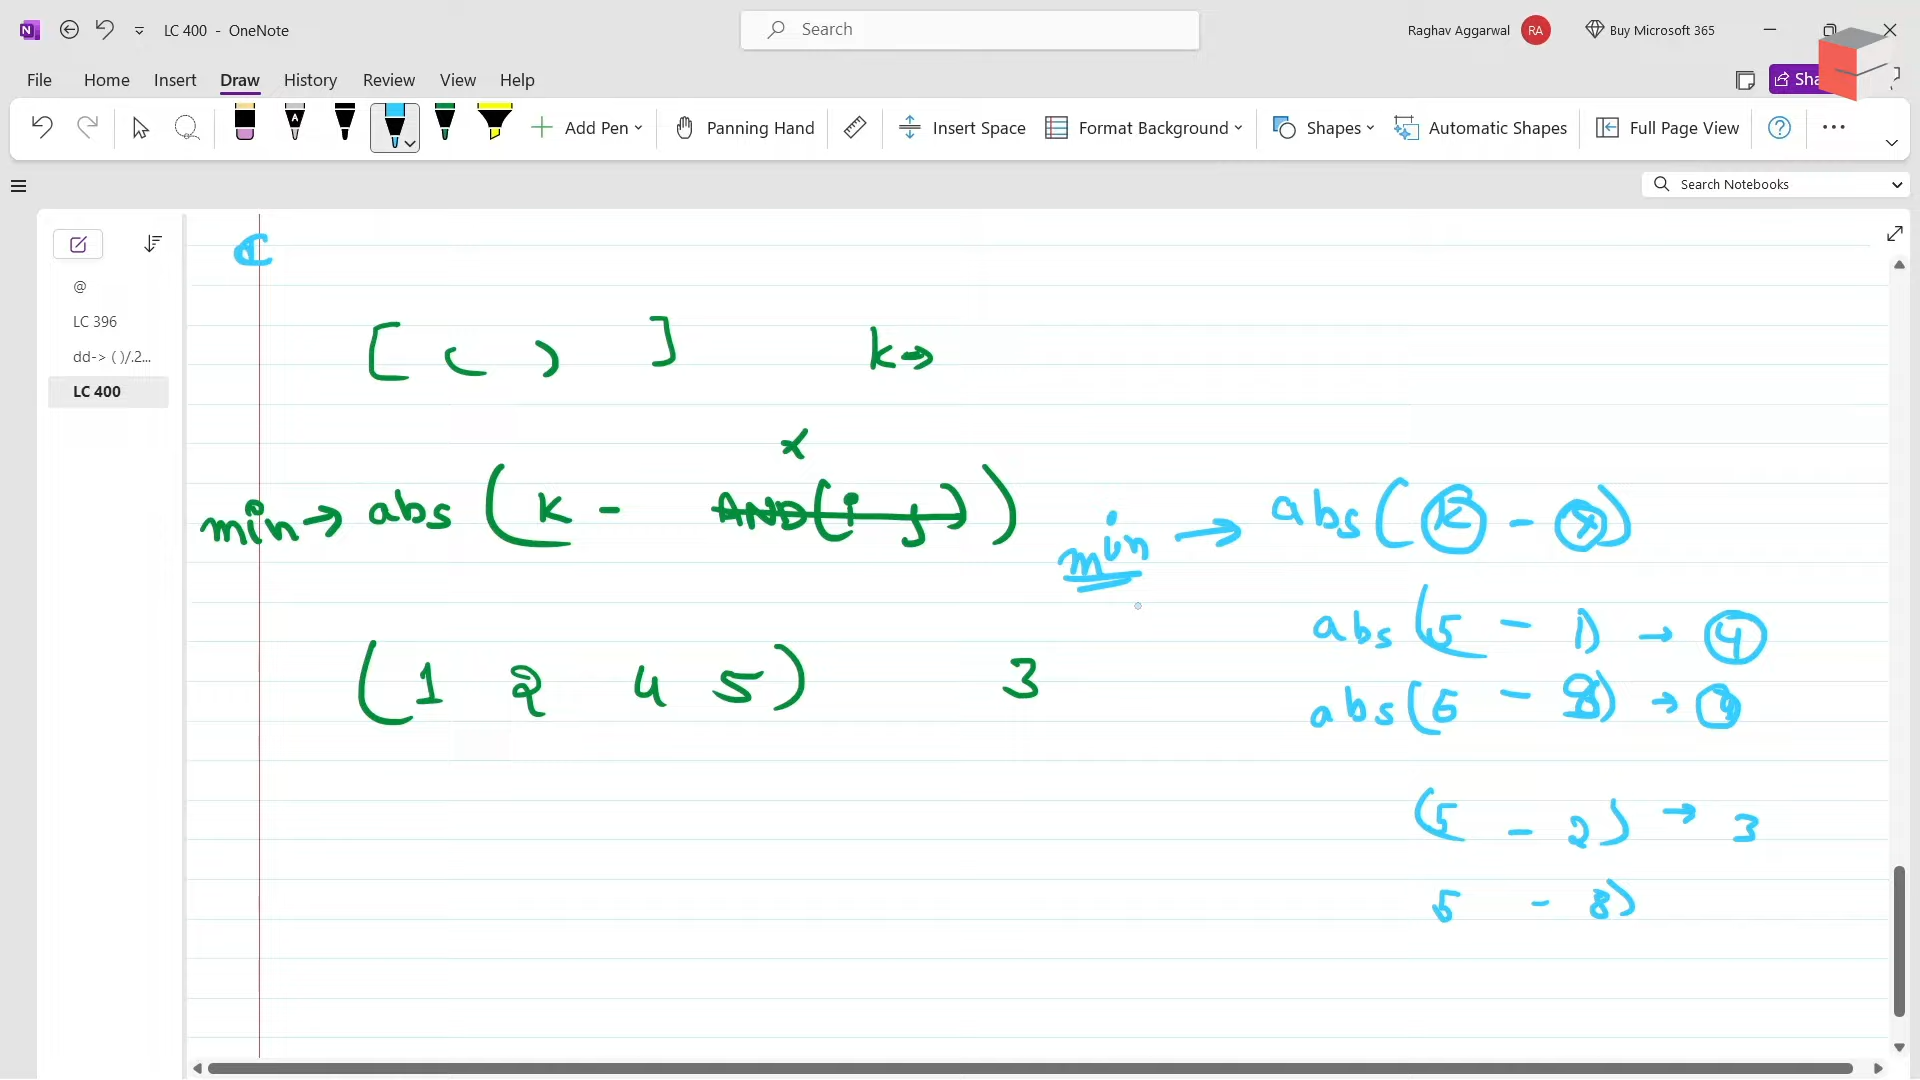 LC 400 - OneNote
Search
Raghav Aggarwal
RA
Buy Microsoft 365
File Home Insert Draw History Review View Help
Sha
Add Pen
Panning Hand
Insert Space
Format Background
Shapes
Automatic Shapes
Full Page View
Search Notebooks
@
LC 396
dd-> ( )/.2...
LC 400
[ ( ) ] k→
x
min → abs ( k - AND(i j) )
min → abs ( k - x )
abs ( 5 - 1) → 4
( 1 2 4 5 ) 3
abs ( 5 - 8) →
( 5 - 2 ) → 3
5 - 8)